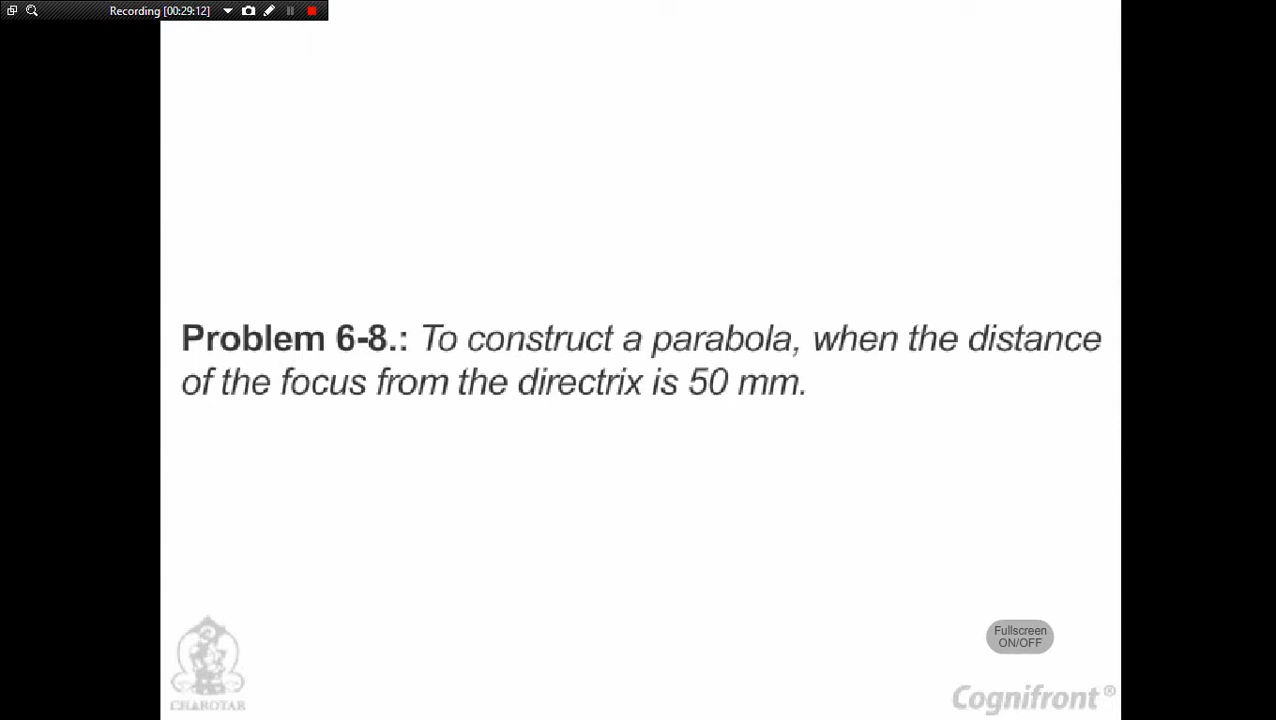 Recording [00:29:12]
Problem 6-8.: To construct a parabola, when the distance
of the focus from the directrix is 50 mm.
Fullscreen
ON/OFF
CHAROTAR
Cognifront ®